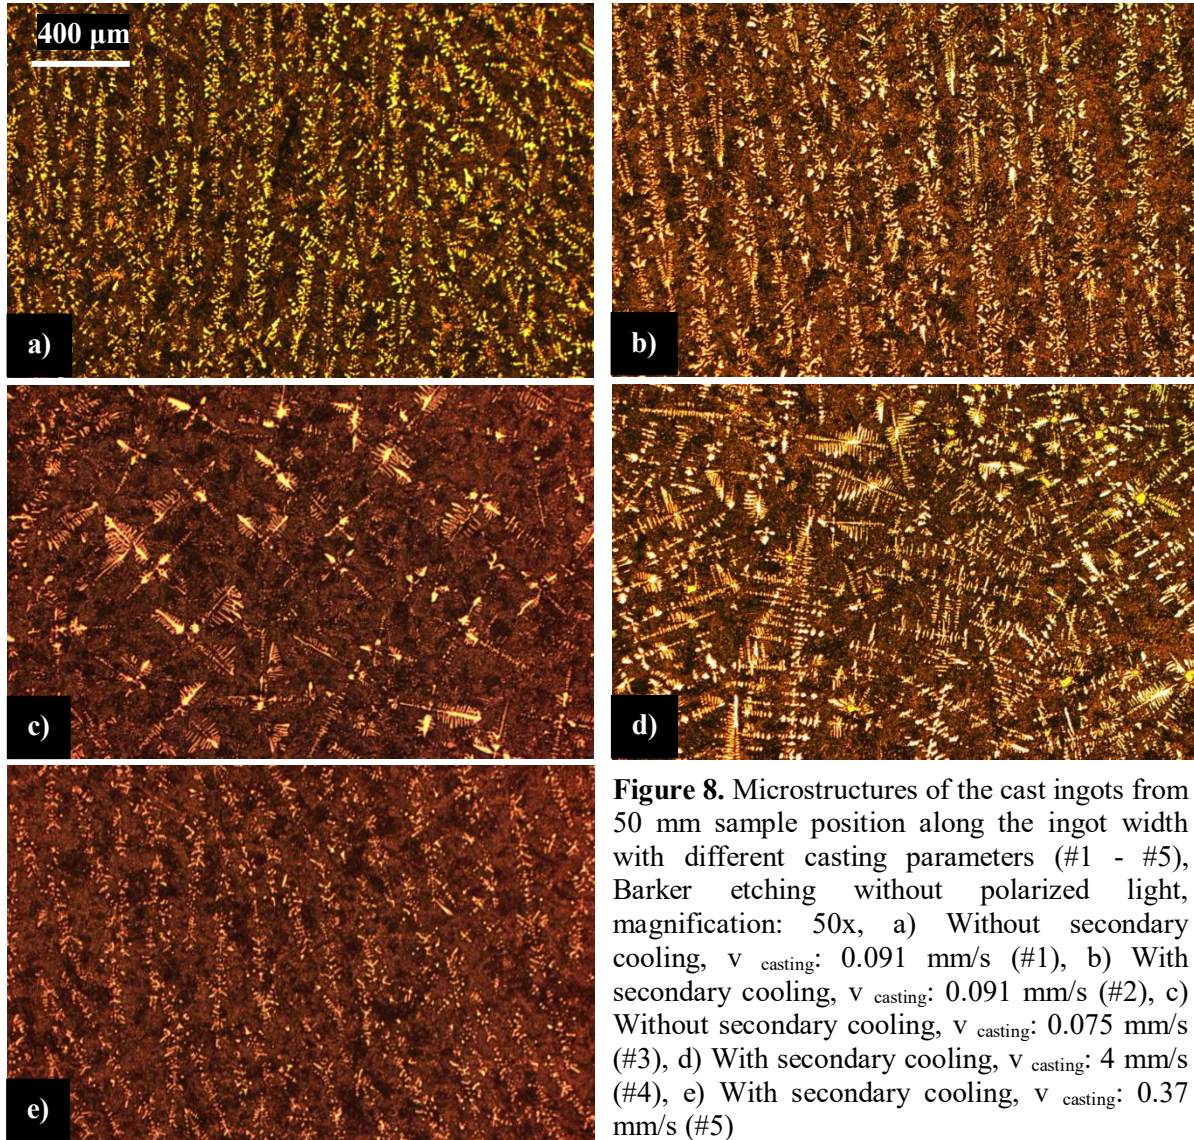 400 μm
a)
b)
c)
d)
e)
Figure 8. Microstructures of the cast ingots from
50 mm sample position along the ingot width
with different casting parameters (#1 - #5),
Barker etching without polarized light,
magnification: 50x, a) Without secondary
cooling, v casting: 0.091 mm/s (#1), b) With
secondary cooling, v casting: 0.091 mm/s (#2), c)
Without secondary cooling, v casting: 0.075 mm/s
(#3), d) With secondary cooling, v casting: 4 mm/s
(#4), e) With secondary cooling, v casting: 0.37
mm/s (#5)